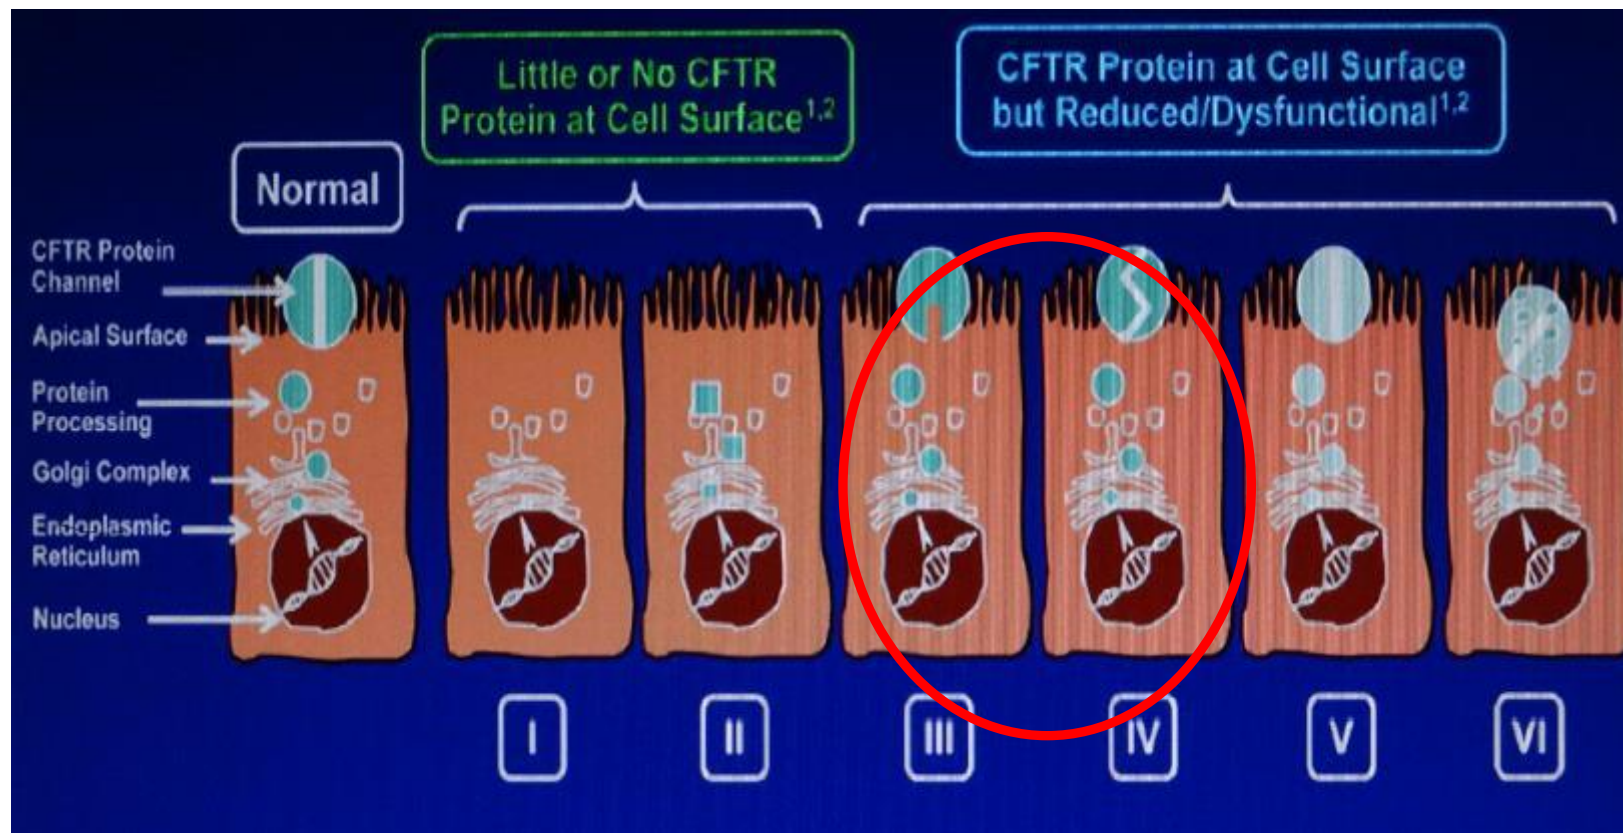 Little or No CFTR
Protein at Cell Surface1,2
CFTR Protein at Cell Surface
but Reduced/Dysfunctional1,2
Normal
CFTR Protein
Channel
Apical Surface
Protein
Processing
Golgi Complex
Endoplasmic
Reticulum
Nucleus
I
II
III
IV
V
VI